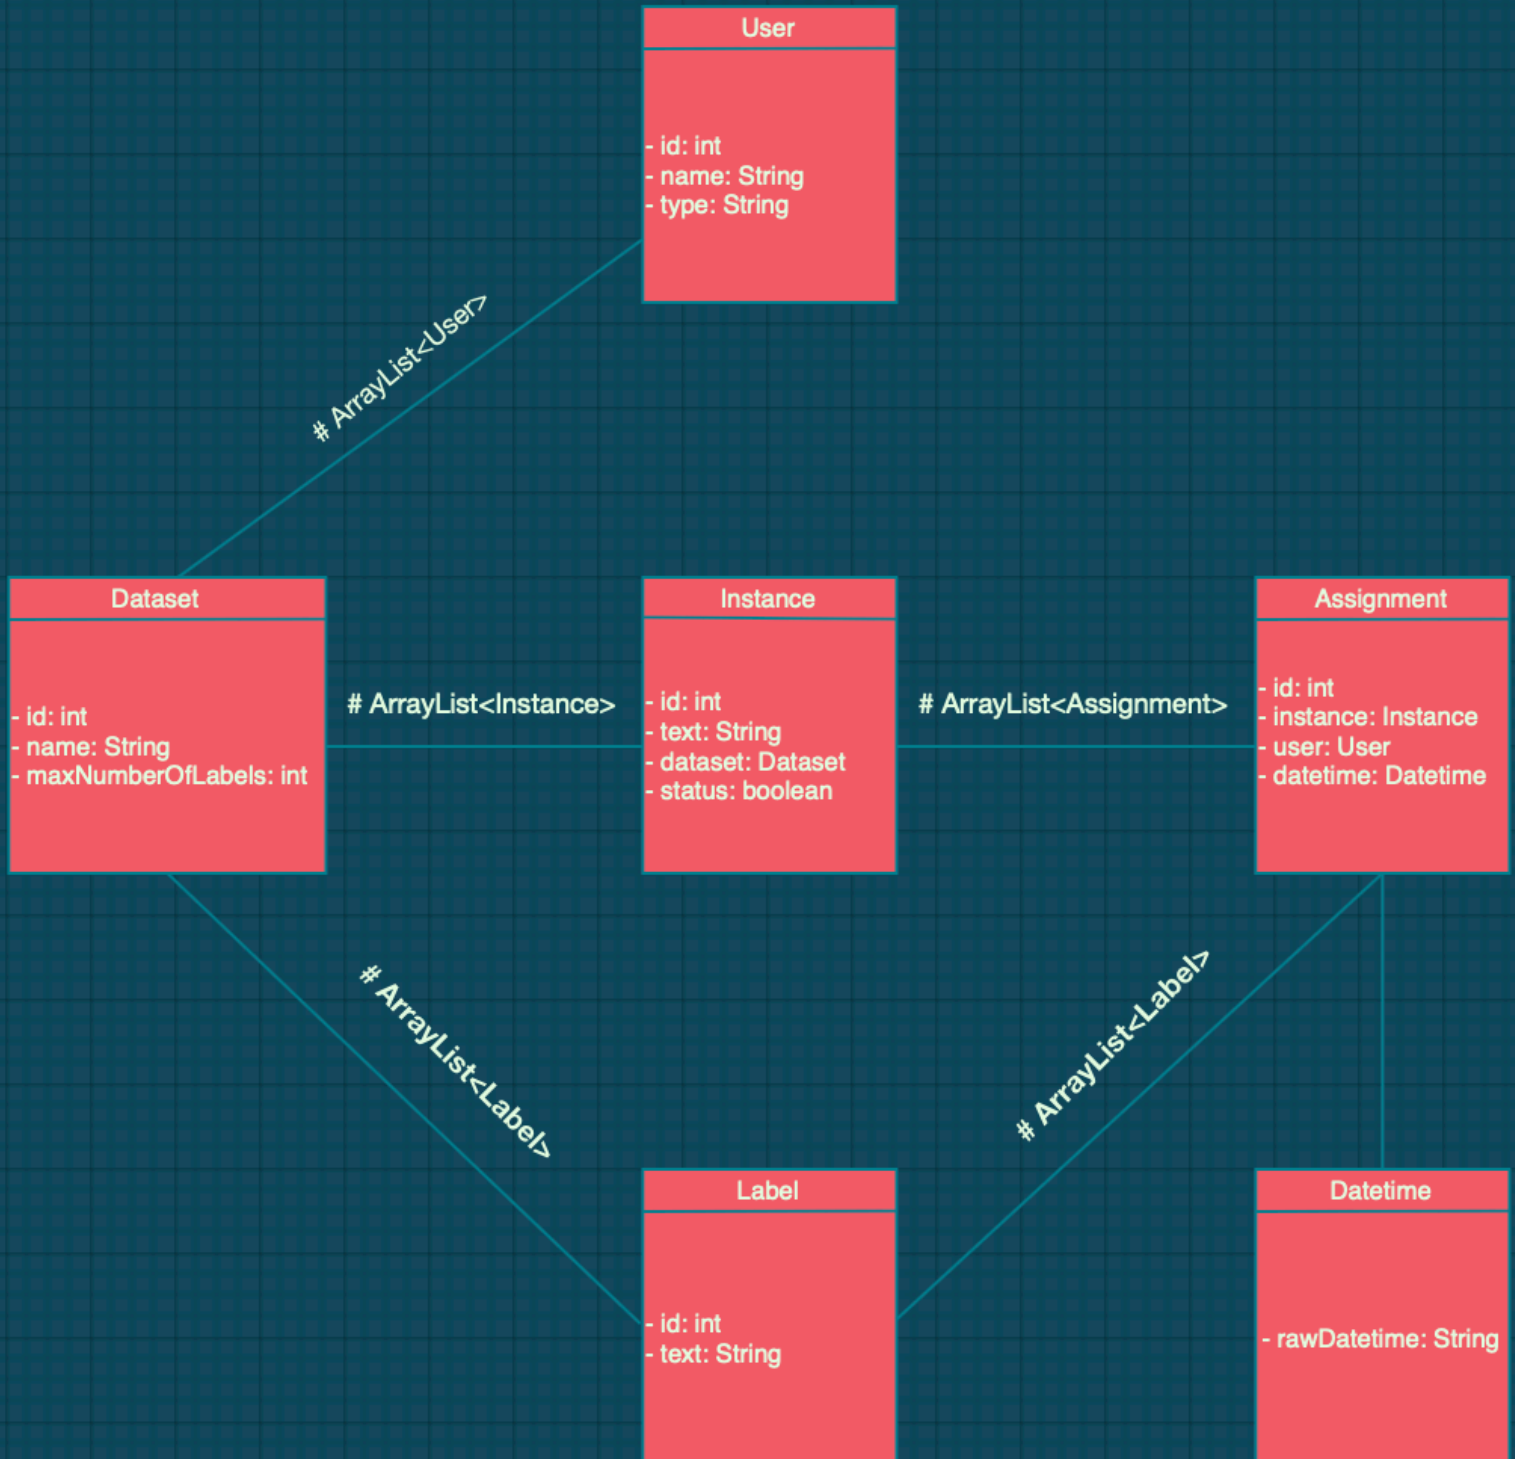 User
- id: int
- name: String
- type: String
# ArrayList<User>
Dataset
- id: int
- name: String
- maxNumberOfLabels: int
# ArrayList<Instance>
Instance
- id: int
- text: String
- dataset: Dataset
- status: boolean
# ArrayList<Assignment>
Assignment
- id: int
- instance: Instance
- user: User
- datetime: Datetime
# ArrayList<Label>
# ArrayList<Label>
Label
- id: int
- text: String
Datetime
- rawDatetime: String